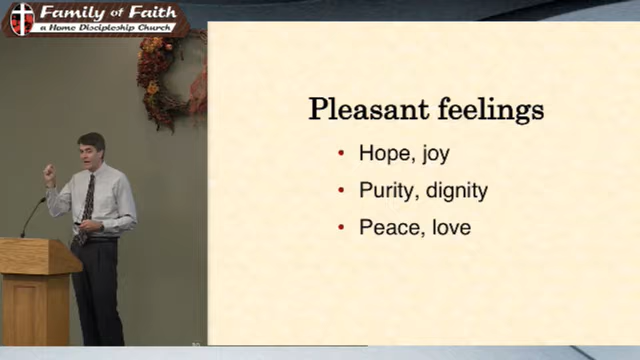 Family of Faith
a Home Discipleship Church
Pleasant feelings
• Hope, joy
• Purity, dignity
• Peace, love